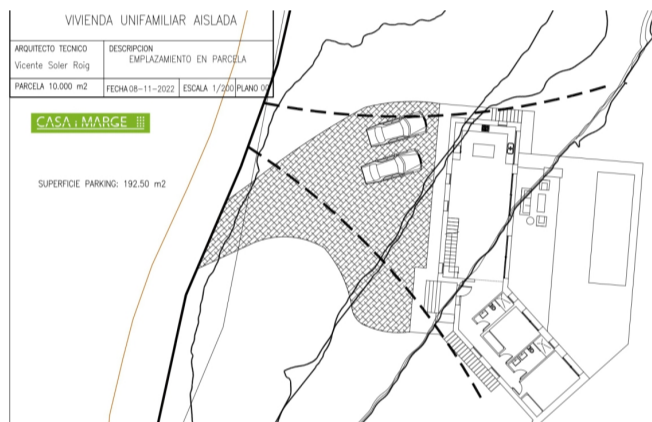 VIVIENDA UNIFAMILIAR AISLADA
ARQUITECTO TECNICO
Vicente Soler Roig
DESCRIPCION
EMPLAZAMIENTO EN PARCELA
PARCELA 10.000 m2
FECHA 08-11-2022
ESCALA 1/200
PLANO 00
CASA i MARGE
SUPERFICIE PARKING: 192.50 m2